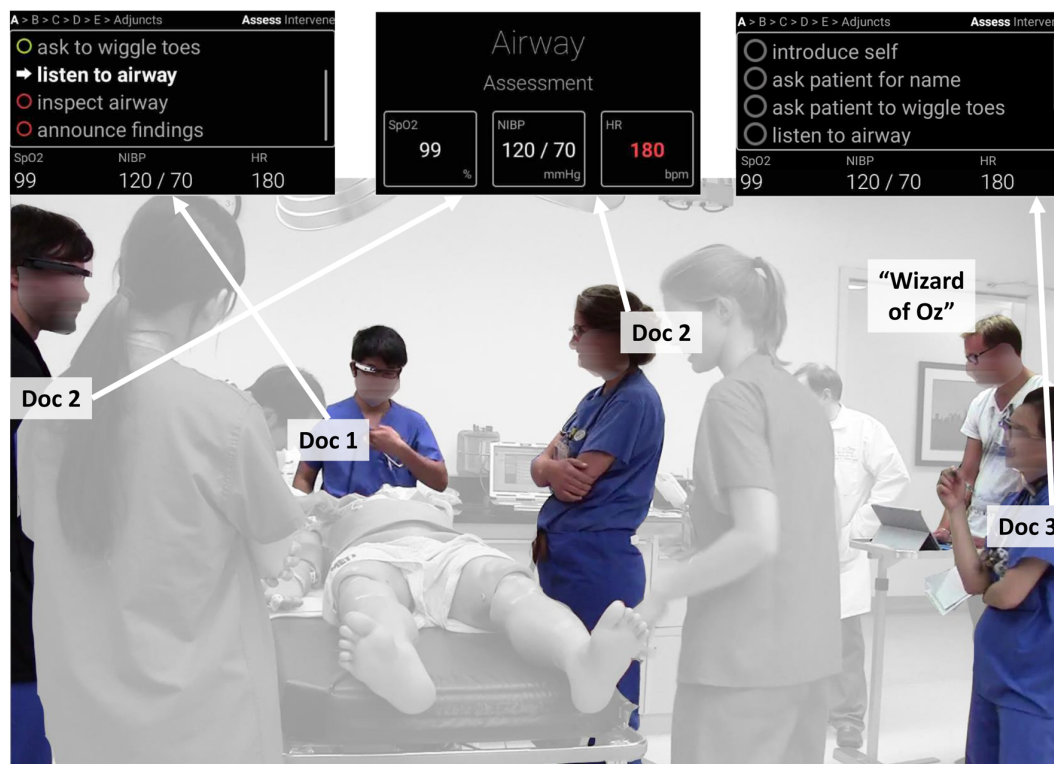 A > B > C > D > E > Adjuncts Assess Intervene
ask to wiggle toes
listen to airway
inspect airway
announce findings
SpO2 NIBP HR
99 120 / 70 180
Airway
Assessment
SpO2
99
%
NIBP
120 / 70
mmHg
HR
180
bpm
A > B > C > D > E > Adjuncts Assess Interven
introduce self
ask patient for name
ask patient to wiggle toes
listen to airway
SpO2 NIBP HR
99 120 / 70 180
"Wizard
of Oz"
Doc 2
Doc 2
Doc 1
Doc 3